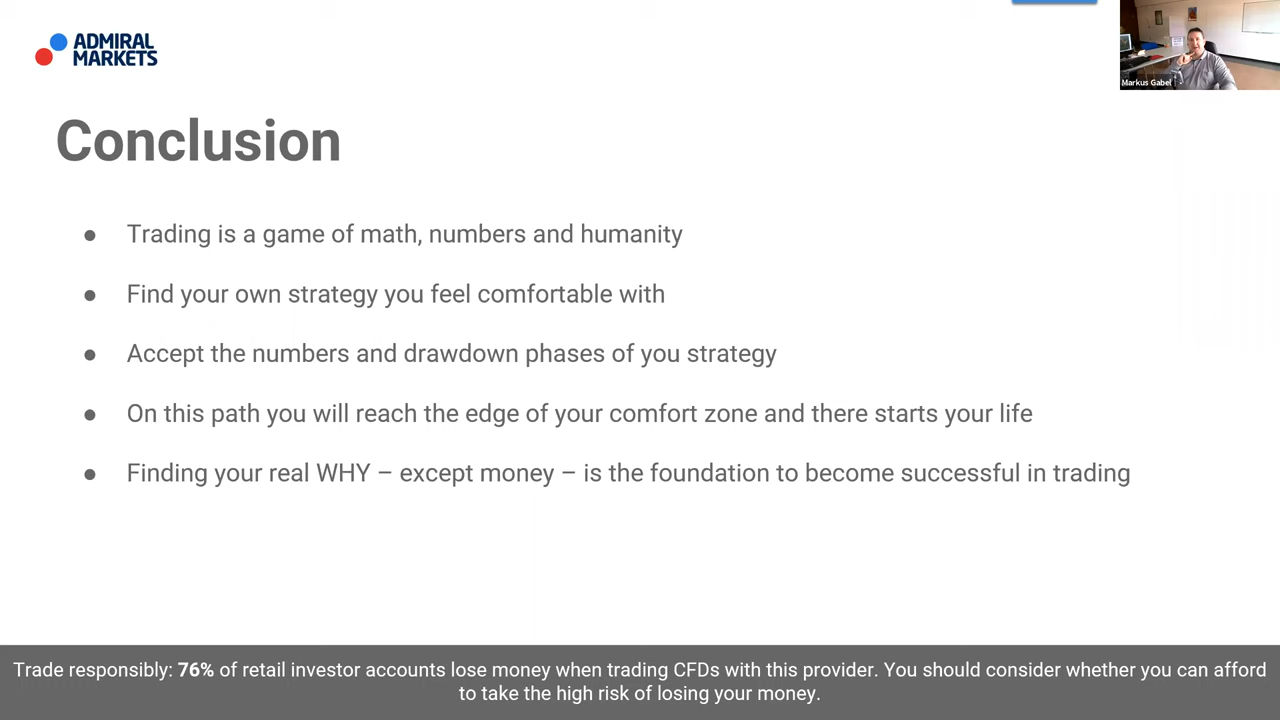 ADMIRAL
MARKETS
Markus Gabel
Conclusion
● Trading is a game of math, numbers and humanity
● Find your own strategy you feel comfortable with
● Accept the numbers and drawdown phases of you strategy
● On this path you will reach the edge of your comfort zone and there starts your life
● Finding your real WHY – except money – is the foundation to become successful in trading
Trade responsibly: 76% of retail investor accounts lose money when trading CFDs with this provider. You should consider whether you can afford
to take the high risk of losing your money.